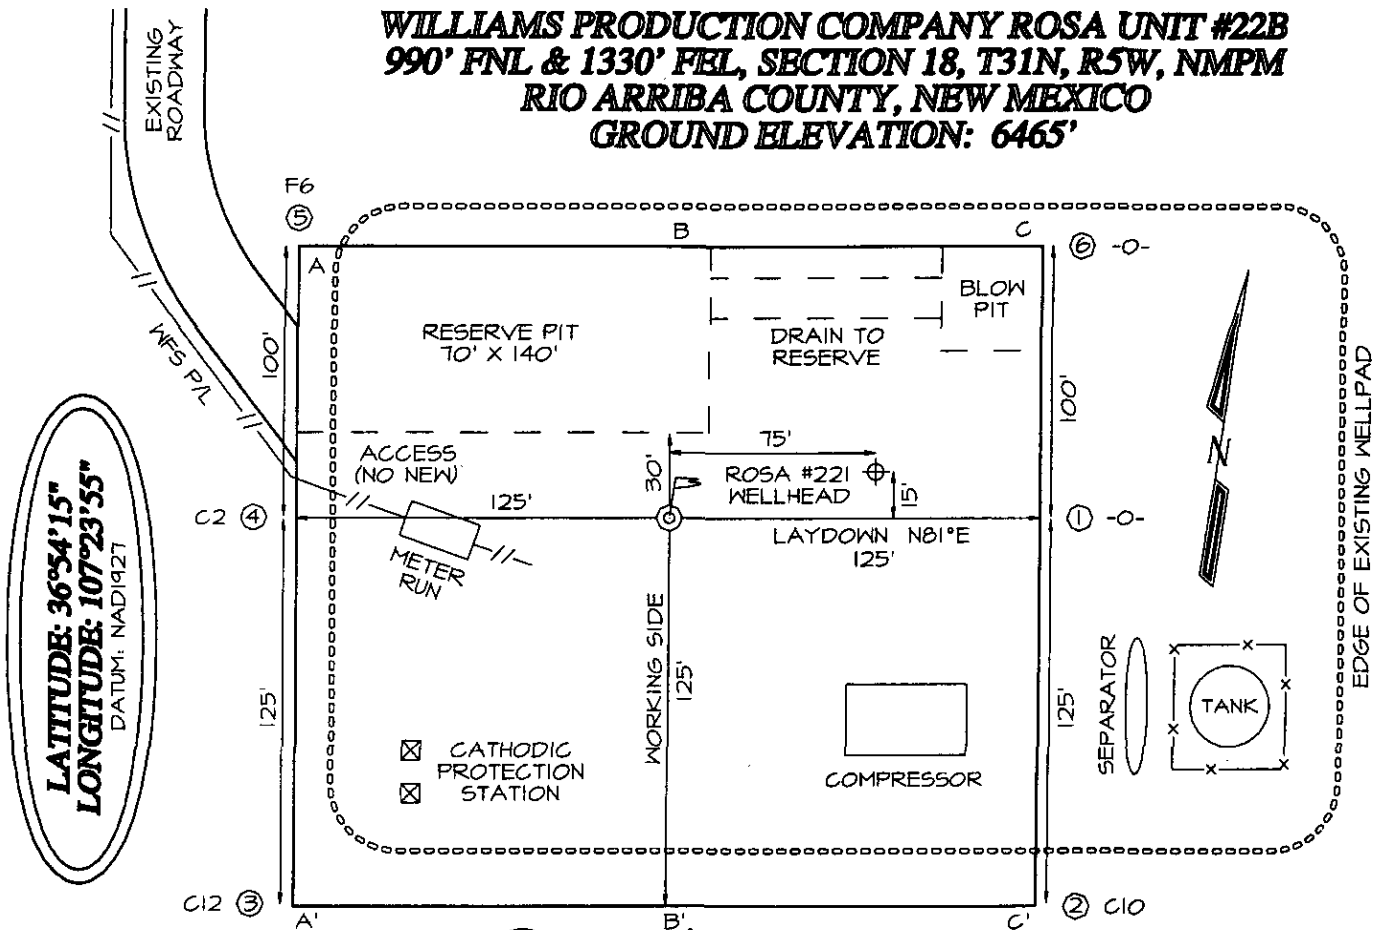 WILLIAMS PRODUCTION COMPANY ROSA UNIT #22B
990' FNL & 1330' FEL, SECTION 18, T31N, R5W, NMPM
RIO ARRIBA COUNTY, NEW MEXICO
GROUND ELEVATION: 6465'
EXISTING
ROADWAY
F6
5
A
B
C
6 -0-
BLOW
PIT
RESERVE PIT
70' X 140'
DRAIN TO
RESERVE
100'
100'
WFS P/L
N
EDGE OF EXISTING WELLPAD
ACCESS
(NO NEW)
75'
30'
ROSA #221
WELLHEAD
15'
C2 4
125'
LAYDOWN N81°E
125'
1 -0-
METER
RUN
LATITUDE: 36°54'15"
LONGITUDE: 107°23'55"
DATUM: NAD1927
WORKING SIDE
125'
125'
125'
SEPARATOR
TANK
CATHODIC
PROTECTION
STATION
COMPRESSOR
C12 3
A'
B'
C'
2 C10